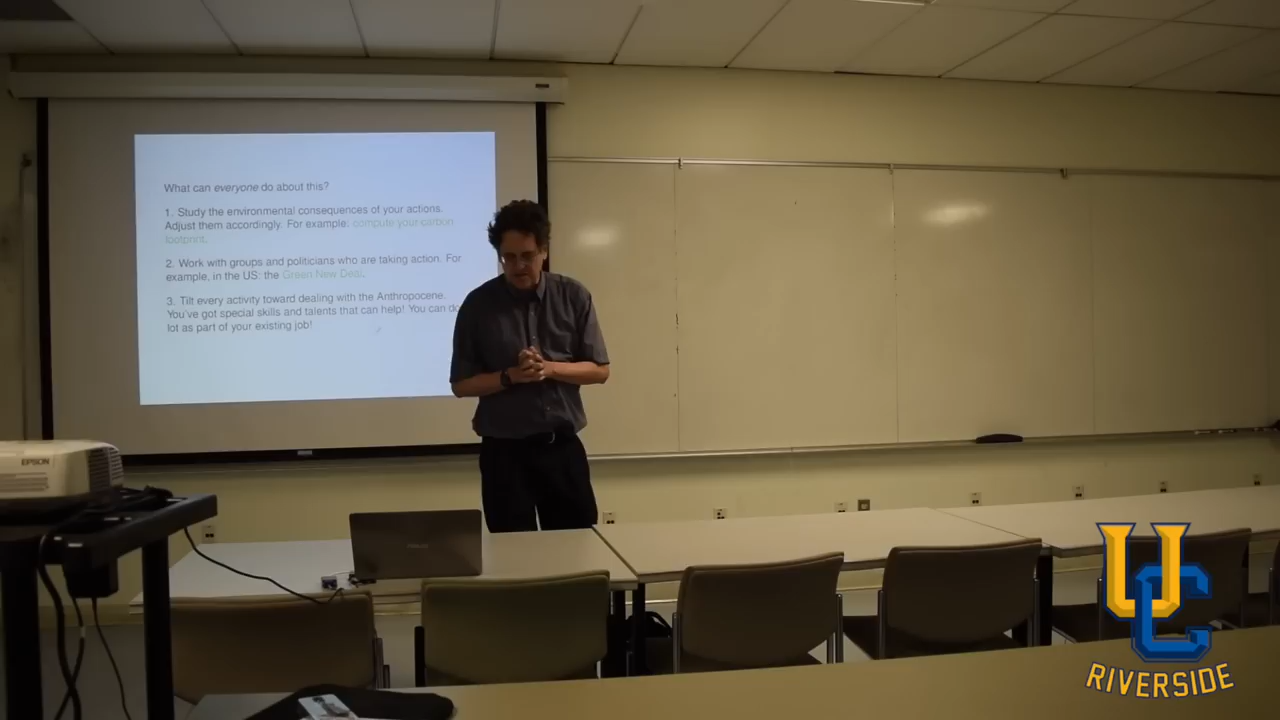 What can everyone do about this?
1. Study the environmental consequences of your actions.
Adjust them accordingly. For example: compute your carbon
footprint.
2. Work with groups and politicians who are taking action. For
example, in the US: the Green New Deal.
3. Tilt every activity toward dealing with the Anthropocene.
You've got special skills and talents that can help! You can do
lot as part of your existing job!
EPSON
UC
RIVERSIDE